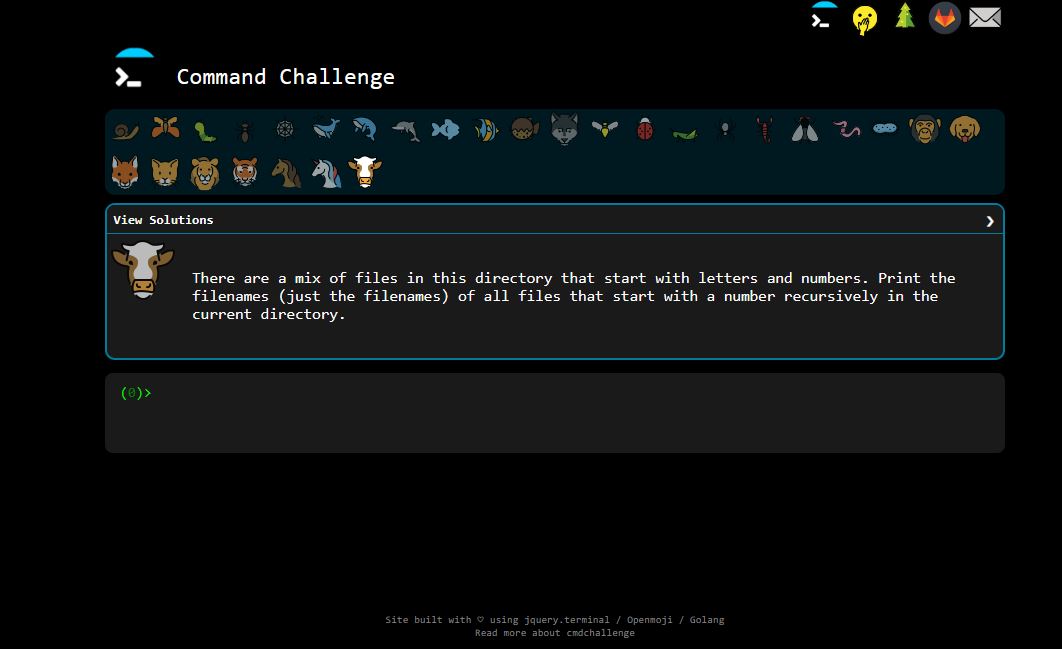 Command Challenge
View Solutions
There are a mix of files in this directory that start with letters and numbers. Print the
filenames (just the filenames) of all files that start with a number recursively in the
current directory.
(0)>
Site built with ♡ using jquery.terminal / Openmoji / Golang
Read more about cmdchallenge